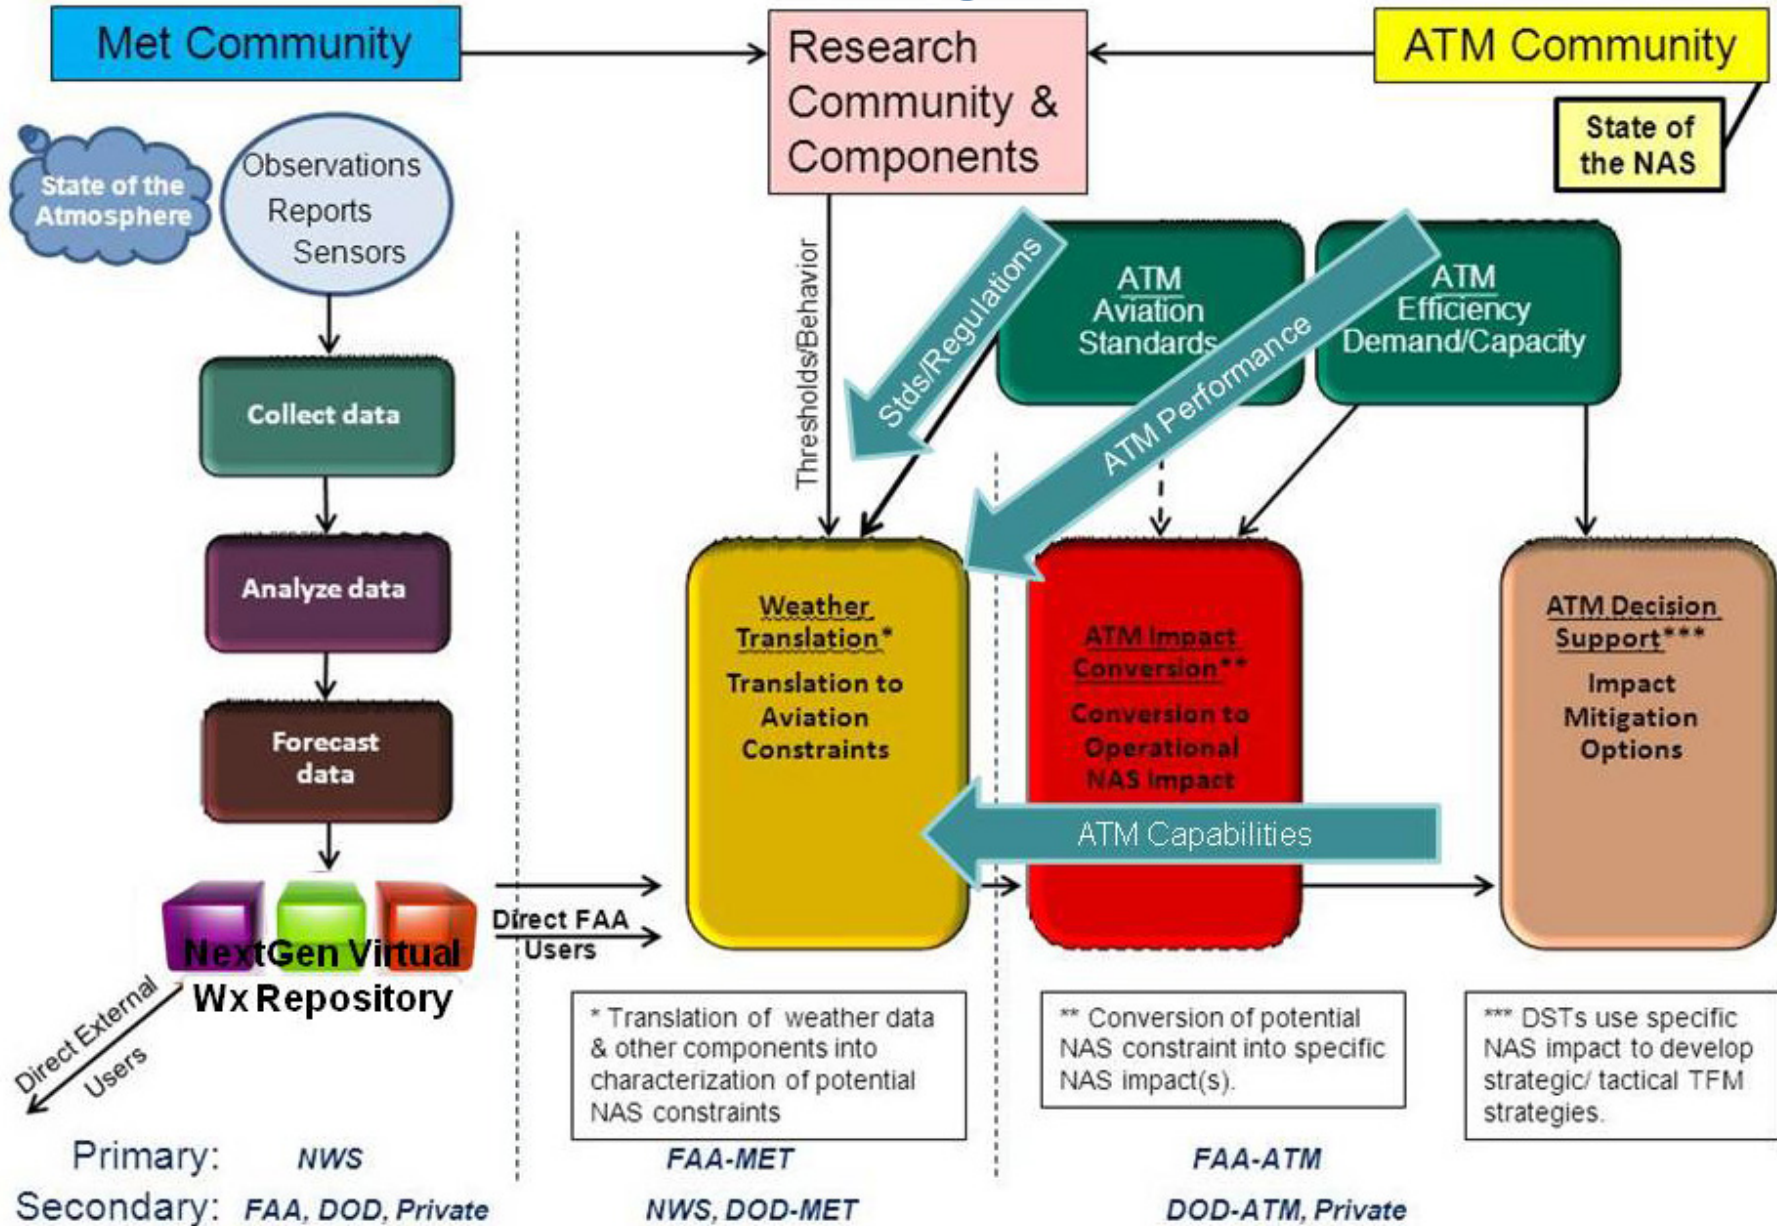 Met Community
Research
Community &
Components
ATM Community
State of
the NAS
State of the
Atmosphere
Observations
Reports
Sensors
Thresholds/Behavior
Stds/Regulations
ATM
Aviation
Standards
ATM Performance
ATM
Efficiency
Demand/Capacity
Collect data
Analyze data
Forecast
data
NextGen Virtual
Wx Repository
Direct External
Users
Direct FAA
Users
Weather
Translation*
Translation to
Aviation
Constraints
ATM Impact
Conversion**
Conversion to
Operational
NAS Impact
ATM Capabilities
ATM Decision
Support***
Impact
Mitigation
Options
* Translation of weather data
& other components into
characterization of potential
NAS constraints
** Conversion of potential
NAS constraint into specific
NAS impact(s).
*** DSTs use specific
NAS impact to develop
strategic/ tactical TFM
strategies.
Primary: NWS FAA-MET FAA-ATM
Secondary: FAA, DOD, Private NWS, DOD-MET DOD-ATM, Private